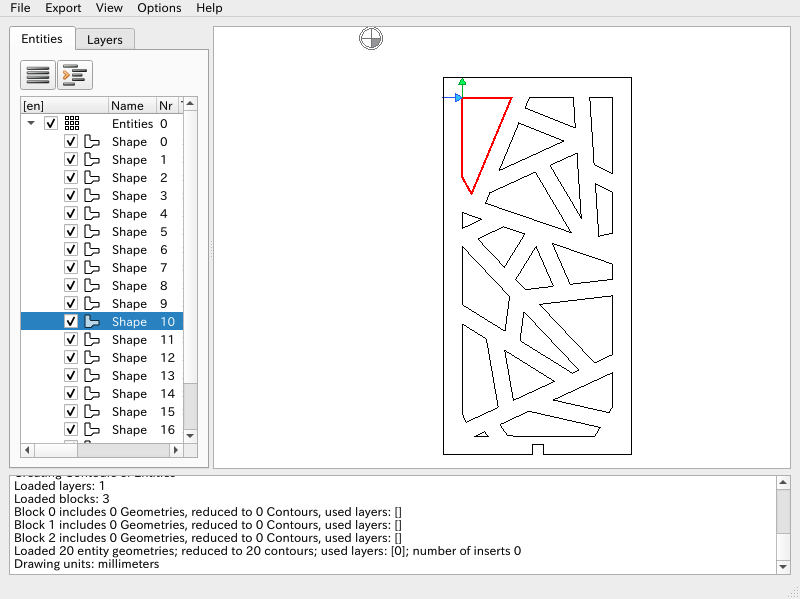 File Export View Options Help
Entities Layers
[en] Name Nr
Entities 0
Shape 0
Shape 1
Shape 2
Shape 3
Shape 4
Shape 5
Shape 6
Shape 7
Shape 8
Shape 9
Shape 10
Shape 11
Shape 12
Shape 13
Shape 14
Shape 15
Shape 16
Loaded layers: 1
Loaded blocks: 3
Block 0 includes 0 Geometries, reduced to 0 Contours, used layers: []
Block 1 includes 0 Geometries, reduced to 0 Contours, used layers: []
Block 2 includes 0 Geometries, reduced to 0 Contours, used layers: []
Loaded 20 entity geometries; reduced to 20 contours; used layers: [0]; number of inserts 0
Drawing units: millimeters